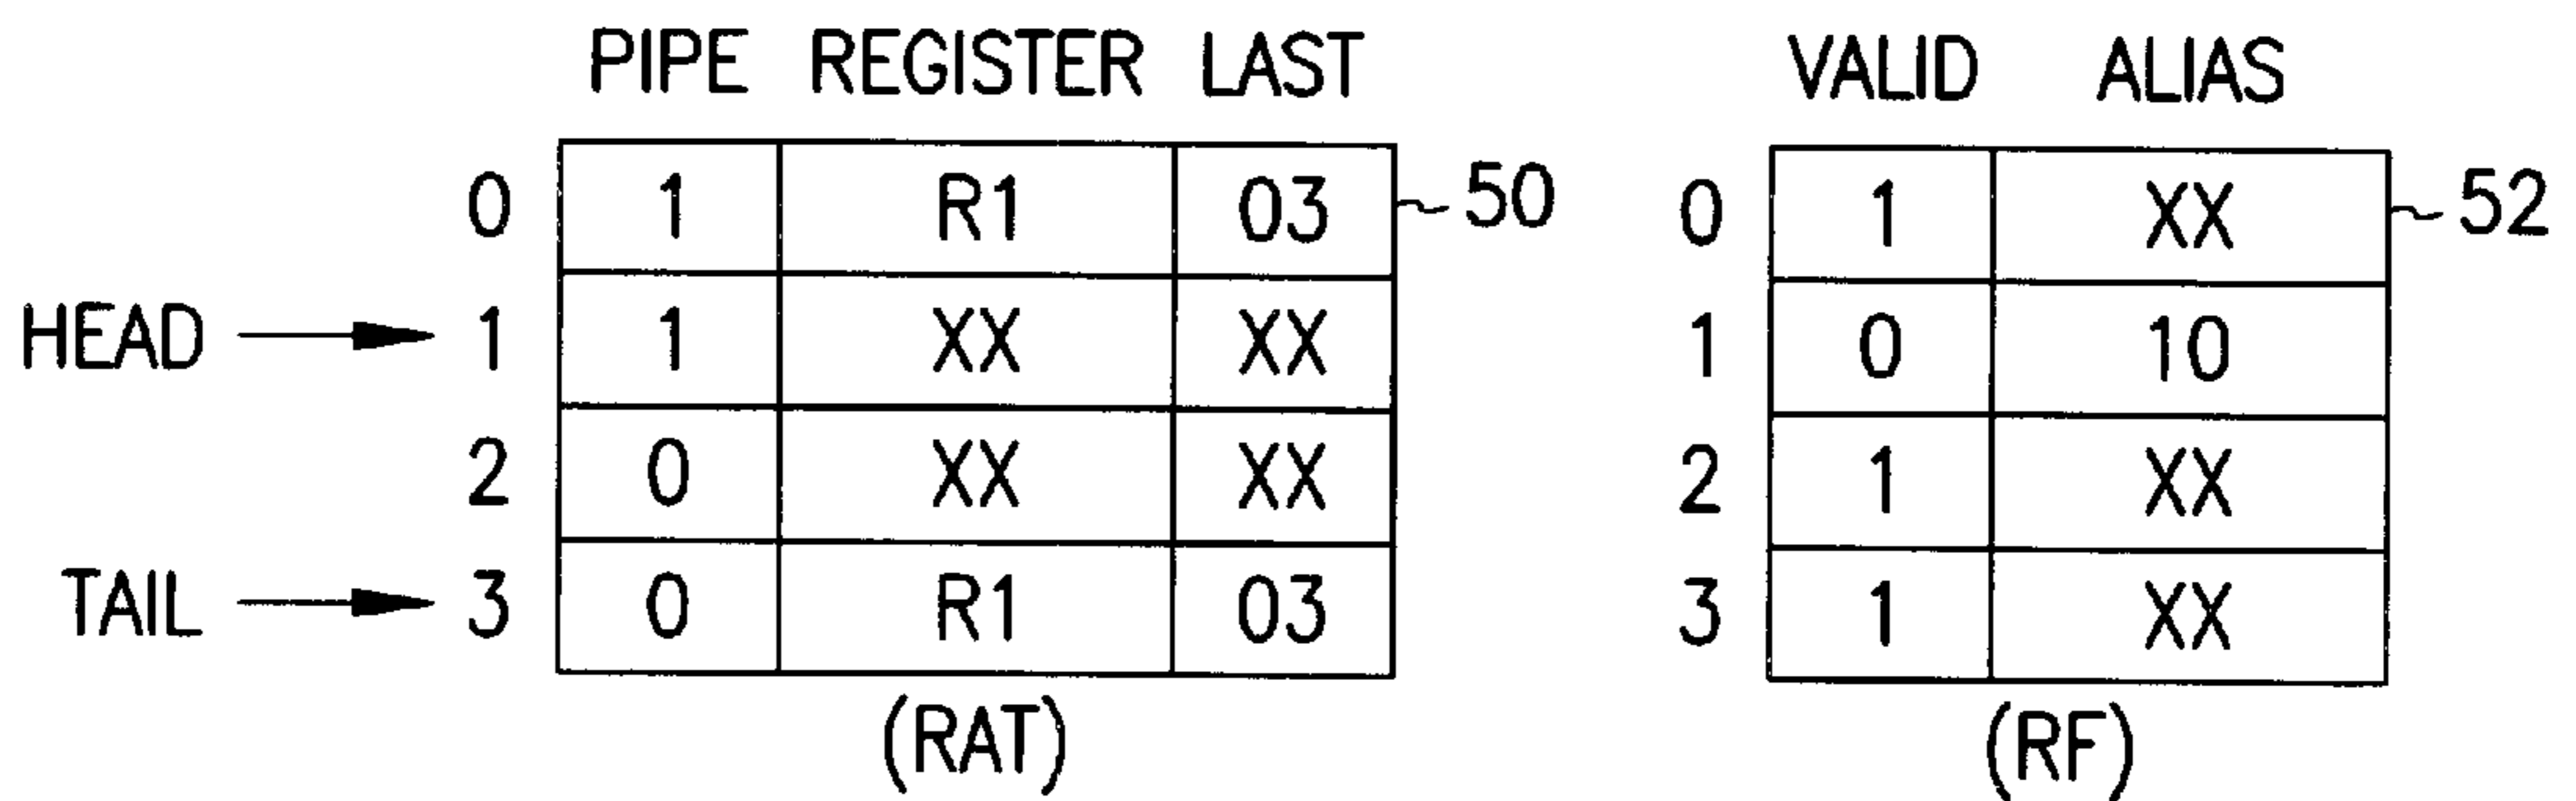 PIPE REGISTER LAST VALID ALIAS
0 1 R1 03 50 0 1 XX 52
HEAD 1 1 XX XX 1 0 10
2 0 XX XX 2 1 XX
TAIL 3 0 R1 03 3 1 XX
(RAT) (RF)